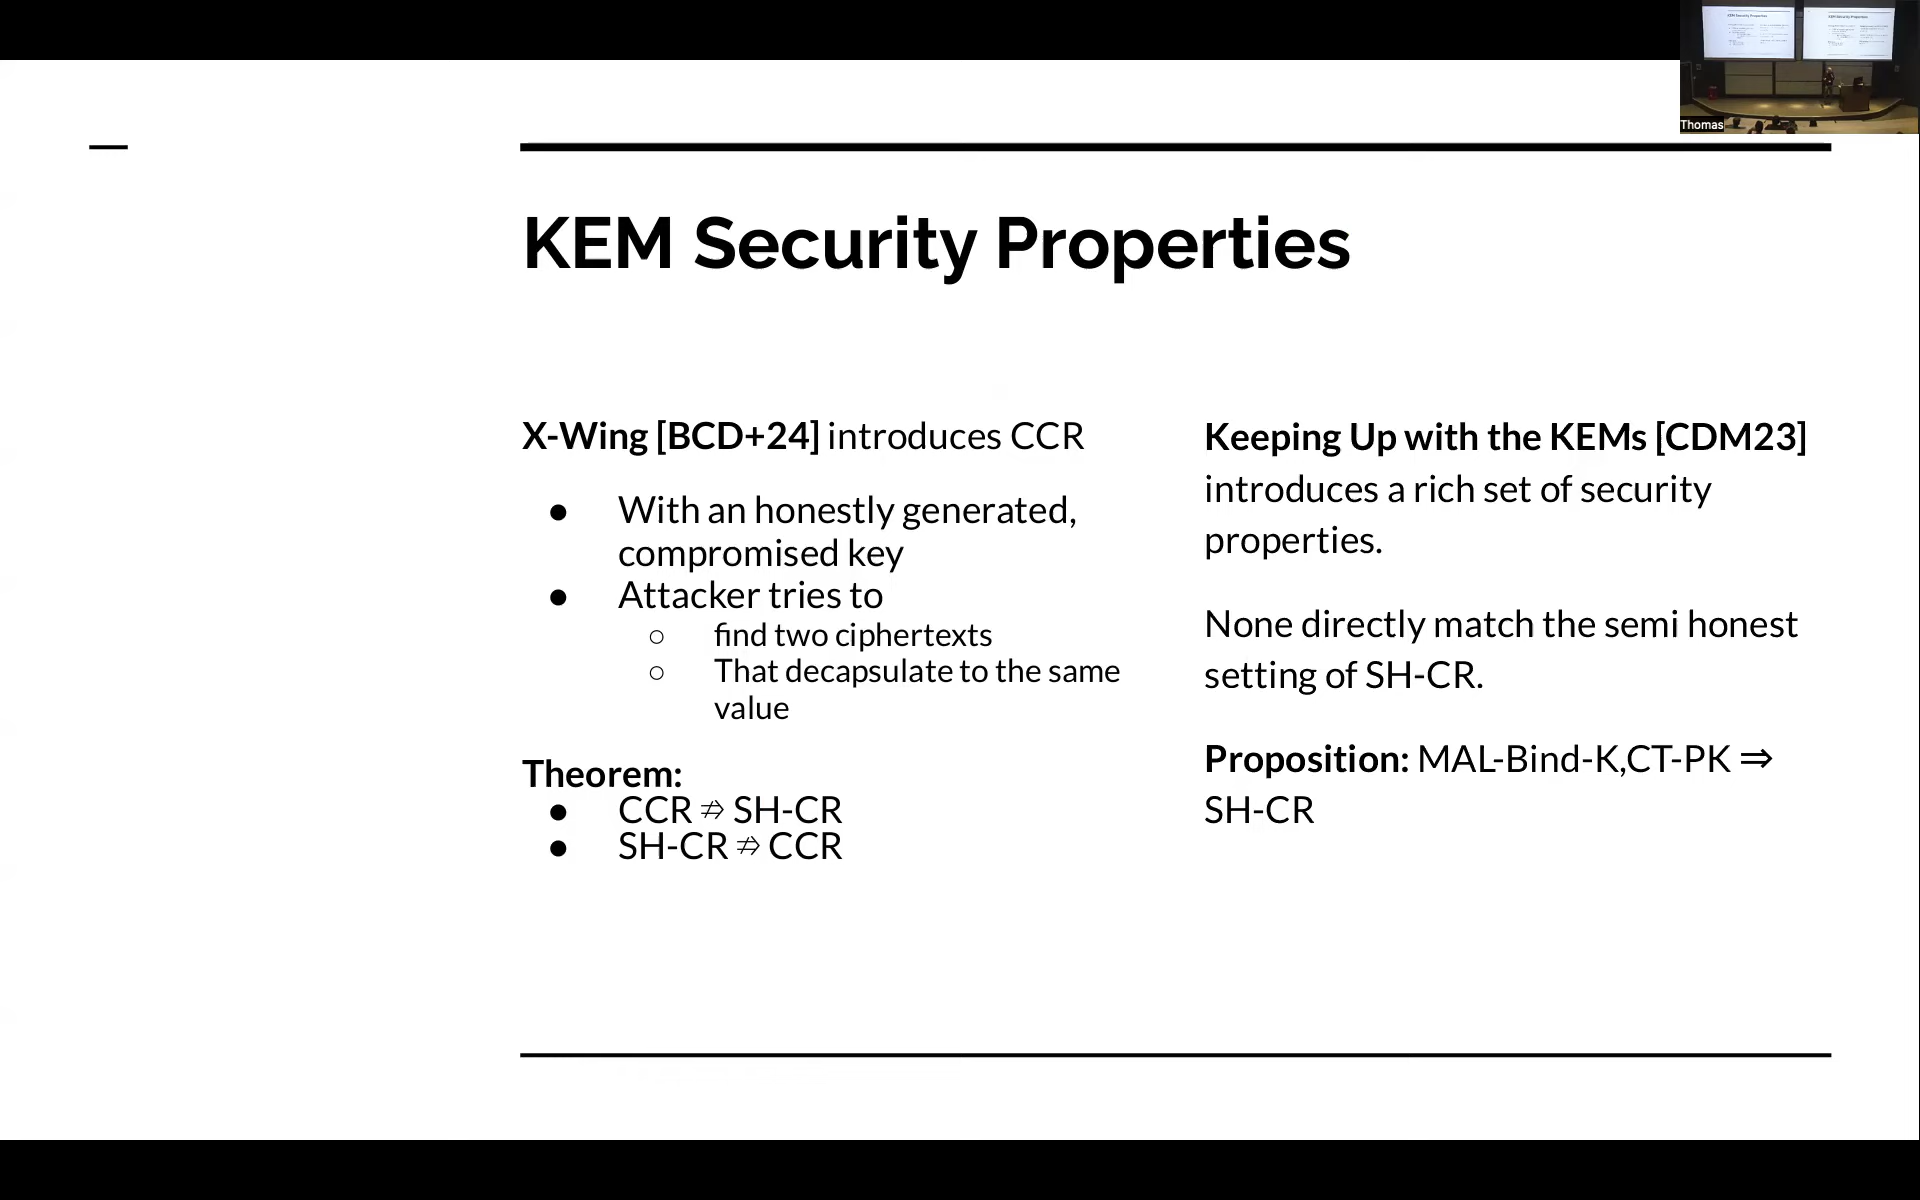 Thomas
KEM Security Properties
X-Wing [BCD+24] introduces CCR
● With an honestly generated,
compromised key
● Attacker tries to
○ find two ciphertexts
○ That decapsulate to the same
value
Theorem:
● CCR ⇏ SH-CR
● SH-CR ⇏ CCR
Keeping Up with the KEMs [CDM23]
introduces a rich set of security
properties.
None directly match the semi honest
setting of SH-CR.
Proposition: MAL-Bind-K,CT-PK ⇒
SH-CR